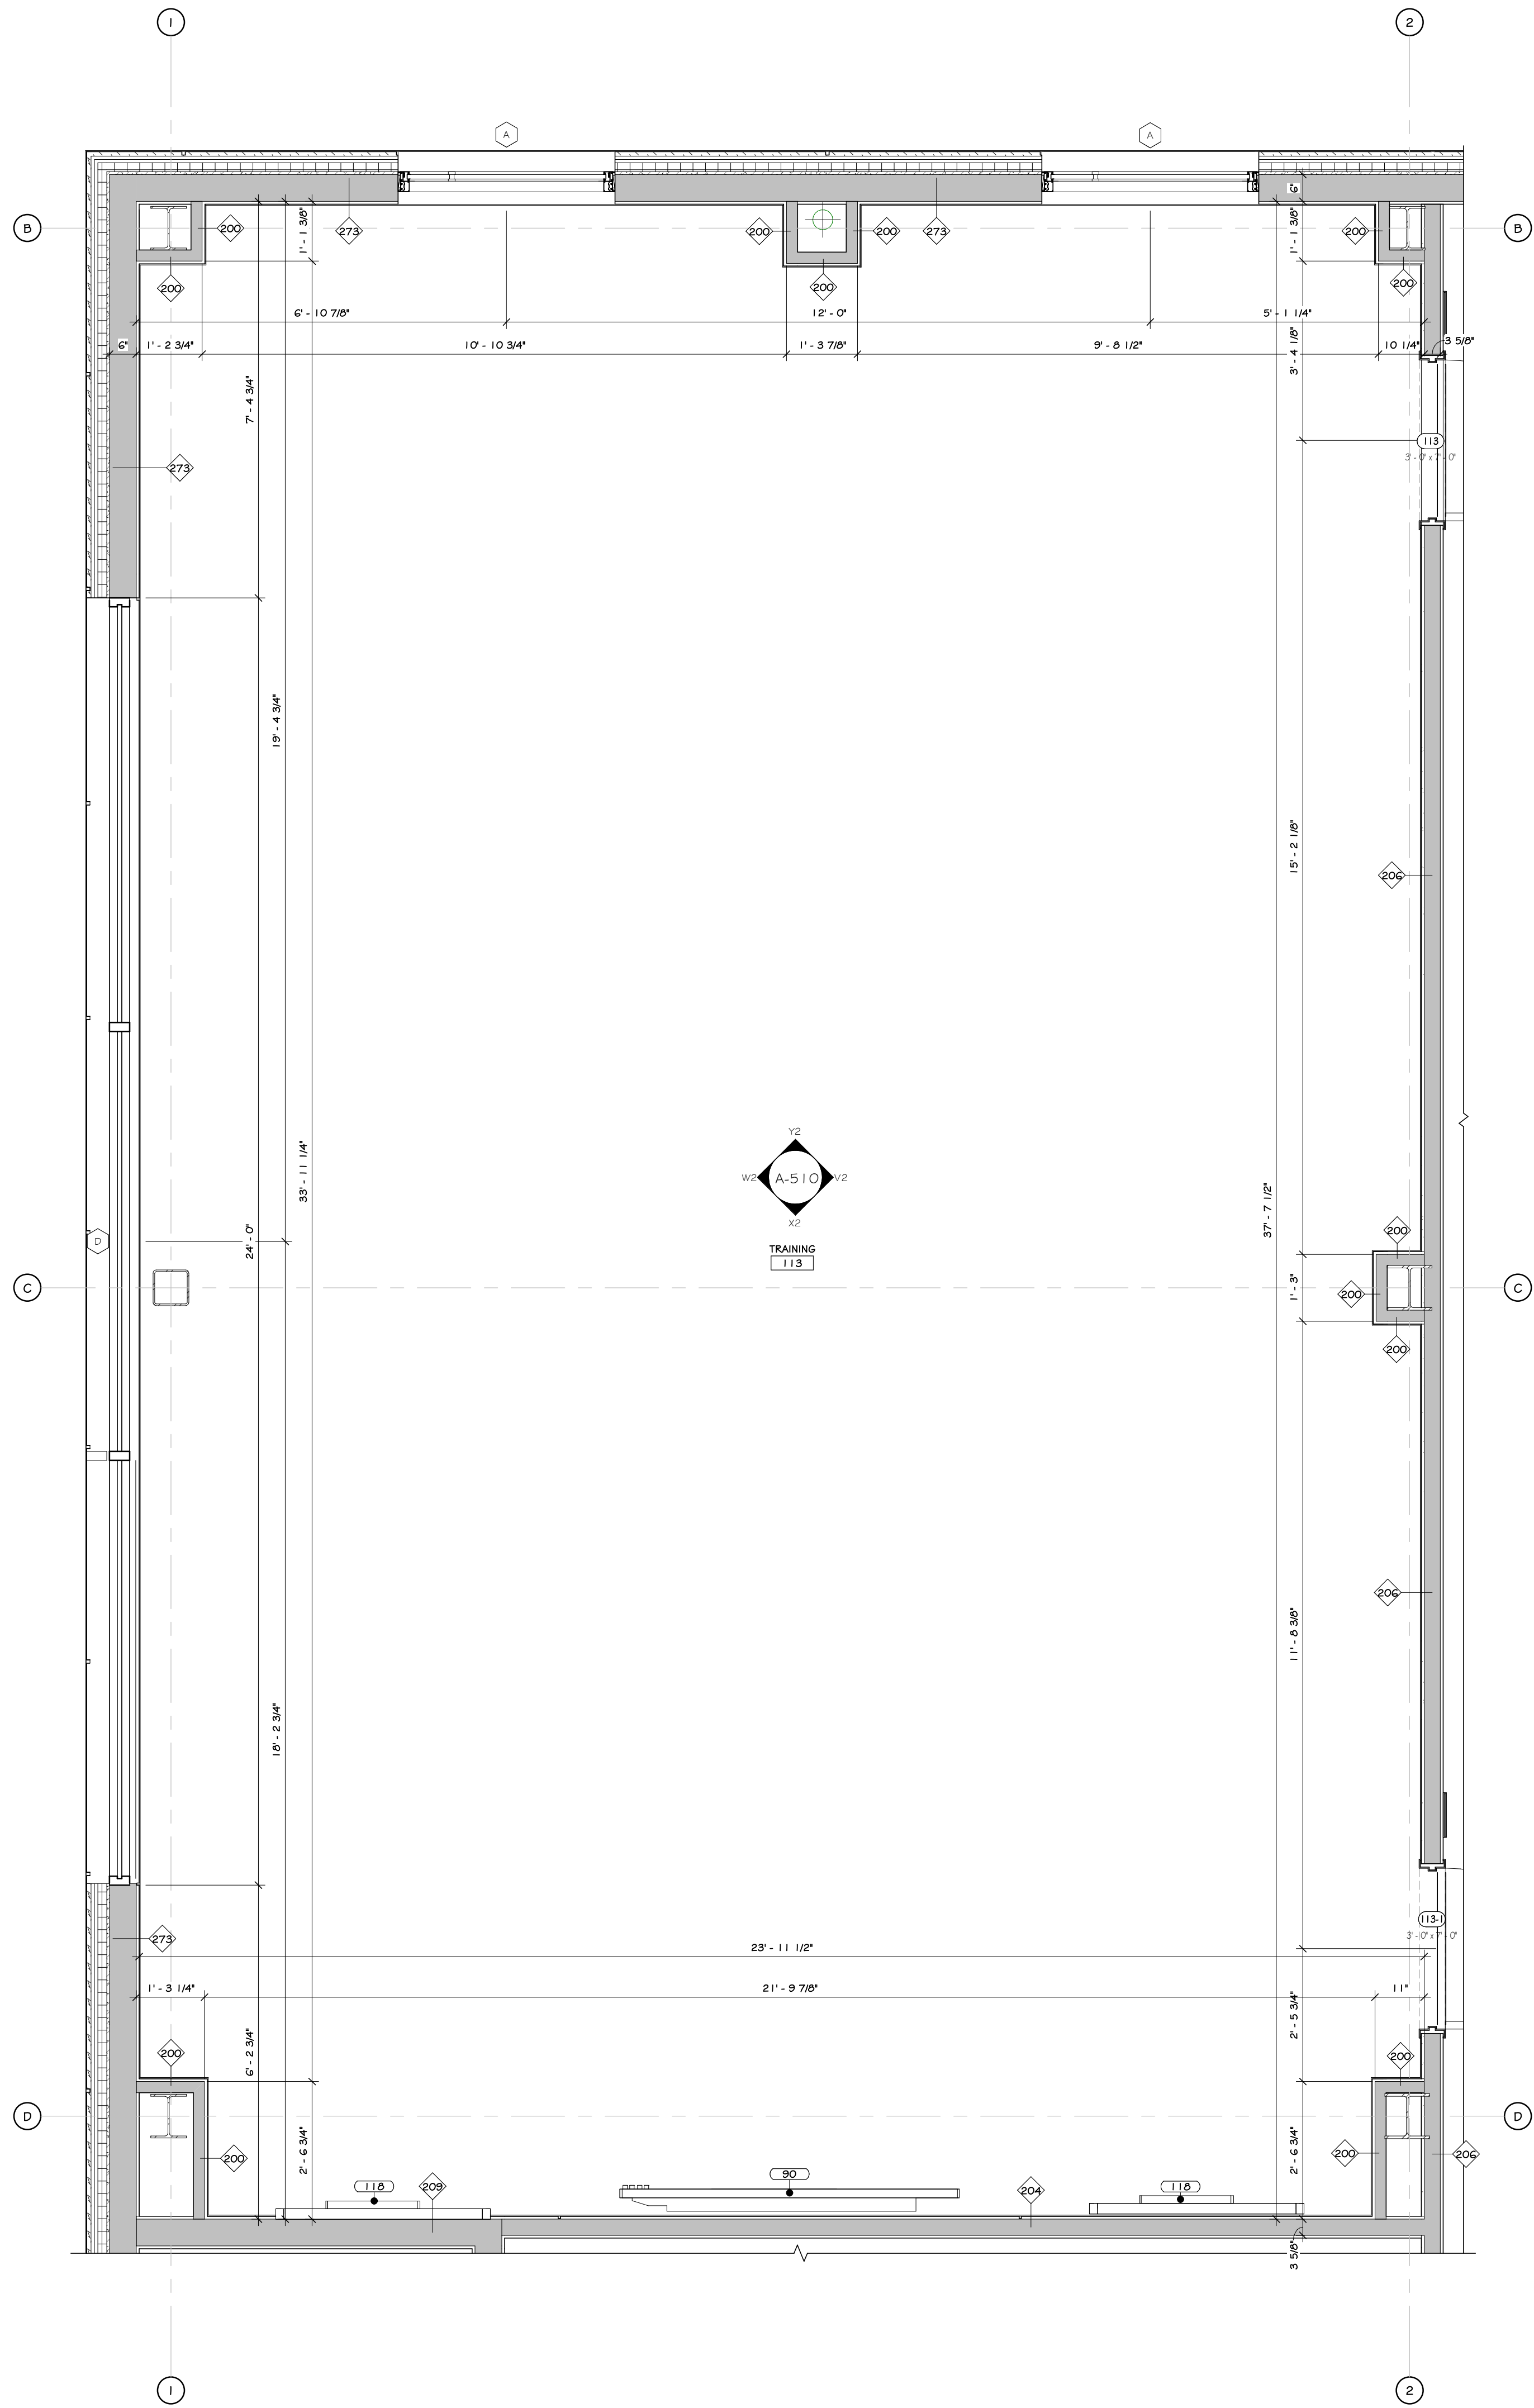 1
2
A
A
B
200
273
1' - 1 3/8"
200
200
273
6"
1' - 1 3/8"
200
B
200
200
200
6' - 10 7/8"
12' - 0"
5' - 1 1/4"
6"
1' - 2 3/4"
10' - 10 3/4"
1' - 3 7/8"
9' - 8 1/2"
3' - 4 1/8"
10 1/4"
3 5/8"
7' - 4 3/4"
113
3' - 0" x 7' - 0"
273
19' - 4 3/4"
15' - 2 1/8"
206
Y2
W2
A-510
V2
X2
33' - 11 1/4"
37' - 7 1/2"
D
24' - 0"
TRAINING
113
200
C
200
1' - 3"
C
200
206
11' - 8 3/8"
18' - 2 3/4"
113-1
3' - 0" x 7' - 0"
273
23' - 11 1/2"
1' - 3 1/4"
21' - 9 7/8"
11"
2' - 5 3/4"
200
6' - 2 3/4"
200
D
D
200
2' - 6 3/4"
2' - 6 3/4"
200
206
118
209
90
204
118
3 5/8"
1
2